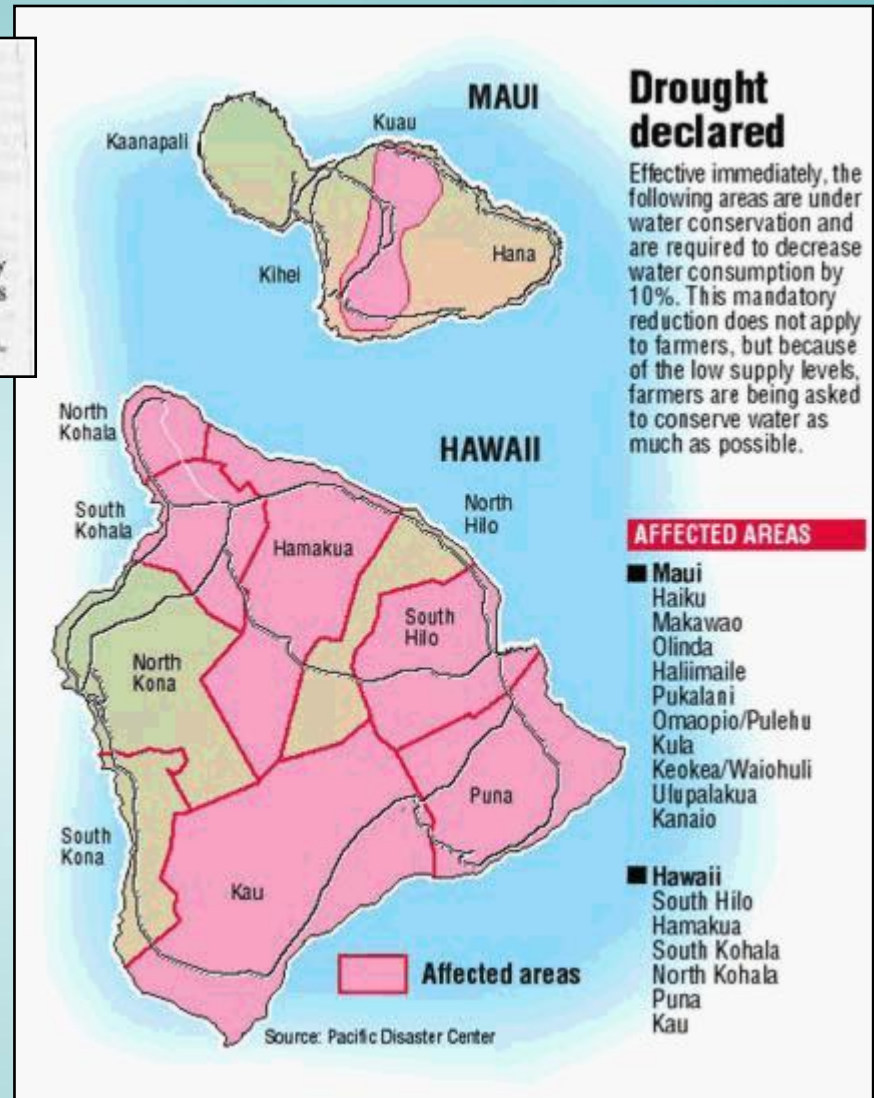 MAUI
Kaanapali
Kuau
Kihei
Hana
Drought
declared
Effective immediately, the
following areas are under
water conservation and
are required to decrease
water consumption by
10%. This mandatory
reduction does not apply
to farmers, but because
of the low supply levels,
farmers are being asked
to conserve water as
much as possible.
HAWAII
North
Kohala
South
Kohala
Hamakua
North
Hilo
South
Hilo
North
Kona
Puna
South
Kona
Kau
Affected areas
Source: Pacific Disaster Center
AFFECTED AREAS
Maui
Haiku
Makawao
Olinda
Haliimaile
Pukalani
Omaopio/Pulehu
Kula
Keokea/Waiohuli
Ulupalakua
Kanaio
Hawaii
South Hilo
Hamakua
South Kohala
North Kohala
Puna
Kau